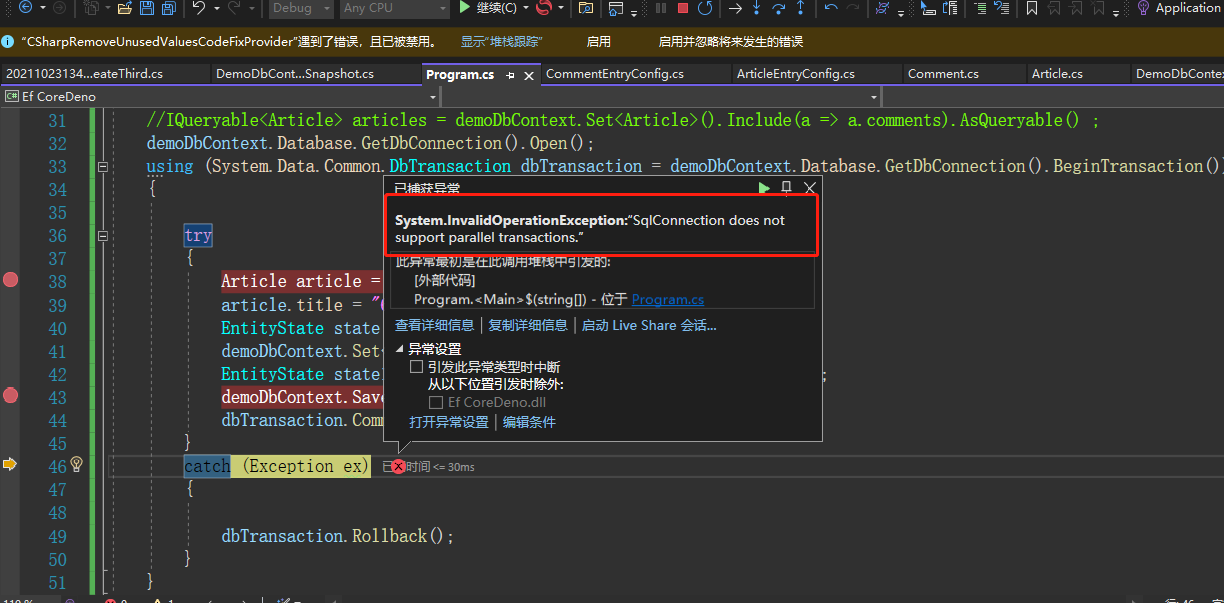 Debug Any CPU 继续(C) Application
"CSharpRemoveUnusedValuesCodeFixProvider"遇到了错误，且已被禁用。 显示"堆栈跟踪" 启用 启用并忽略将来发生的错误
20211023134...eateThird.cs DemoDbCont...Snapshot.cs Program.cs CommentEntryConfig.cs ArticleEntryConfig.cs Comment.cs Article.cs DemoDbConte
C# Ef CoreDeno
31 //IQueryable<Article> articles = demoDbContext.Set<Article>().Include(a => a.comments).AsQueryable() ;
32 demoDbContext.Database.GetDbConnection().Open();
33 using (System.Data.Common.DbTransaction dbTransaction = demoDbContext.Database.GetDbConnection().BeginTransaction()
34 {
已捕获异常
System.InvalidOperationException:"SqlConnection does not
support parallel transactions."
此异常最初是在此调用堆栈中引发的:
[外部代码]
Program.<Main>$(string[]) - 位于 Program.cs
查看详细信息 | 复制详细信息 | 启动 Live Share 会话...
异常设置
引发此异常类型时中断
从以下位置引发时除外:
Ef CoreDeno.dll
打开异常设置 | 编辑条件
35
36 try
37 {
38 Article article =
39 article.title = "
40 EntityState state
41 demoDbContext.Set
42 EntityState state
43 demoDbContext.Save
44 dbTransaction.Com
45 }
46 catch (Exception ex) 时间 <= 30ms
47 {
48
49 dbTransaction.Rollback();
50 }
51 }